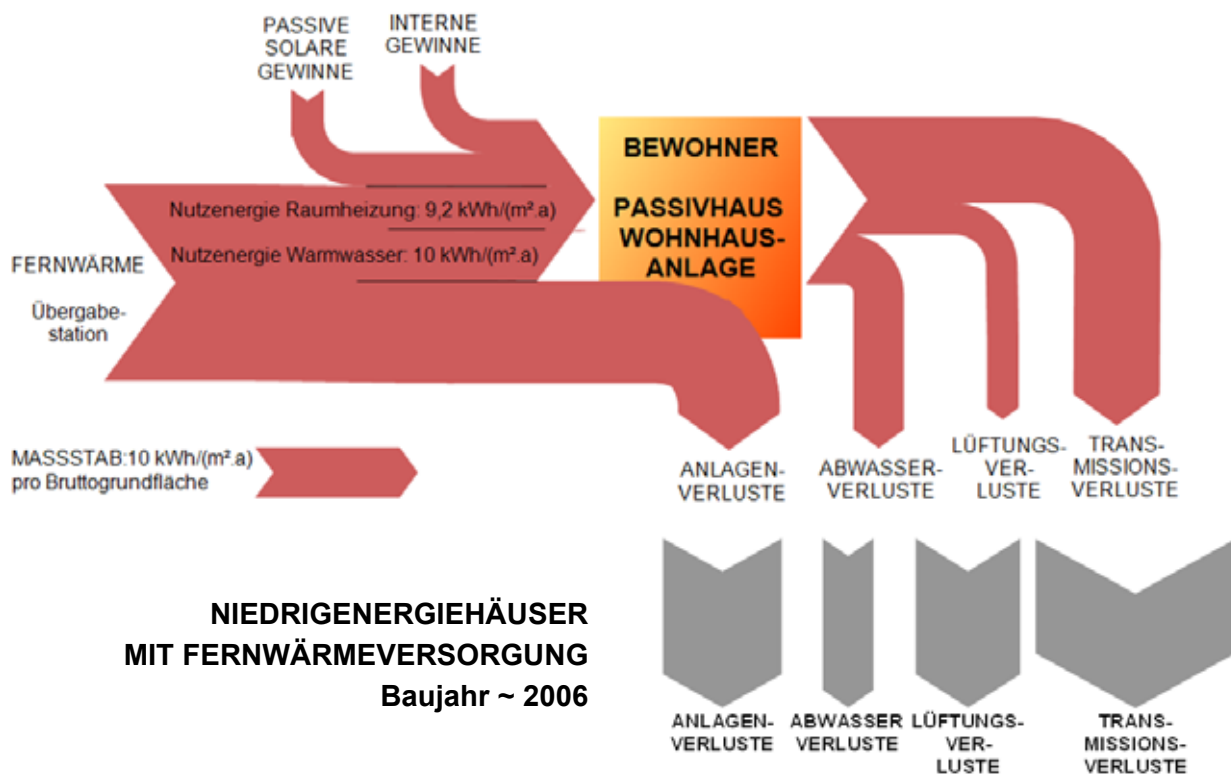 PASSIVE
SOLARE
GEWINNE
INTERNE
GEWINNE
BEWOHNER
PASSIVHAUS
WOHNHAUS-
ANLAGE
Nutzenergie Raumheizung: 9,2 kWh/(m².a)
Nutzenergie Warmwasser: 10 kWh/(m².a)
FERNWÄRME
Übergabe-
station
MASSSTAB:10 kWh/(m².a)
pro Bruttogrundfläche
ANLAGEN-
VERLUSTE
ABWASSER-
VERLUSTE
LÜFTUNGS-
VER-
LUSTE
TRANS-
MISSIONS-
VERLUSTE
NIEDRIGENERGIEHÄUSER
MIT FERNWÄRMEVERSORGUNG
Baujahr ~ 2006
ANLAGEN-
VERLUSTE
ABWASSER
VERLUSTE
LÜFTUNGS-
VER-
LUSTE
TRANS-
MISSIONS-
VERLUSTE